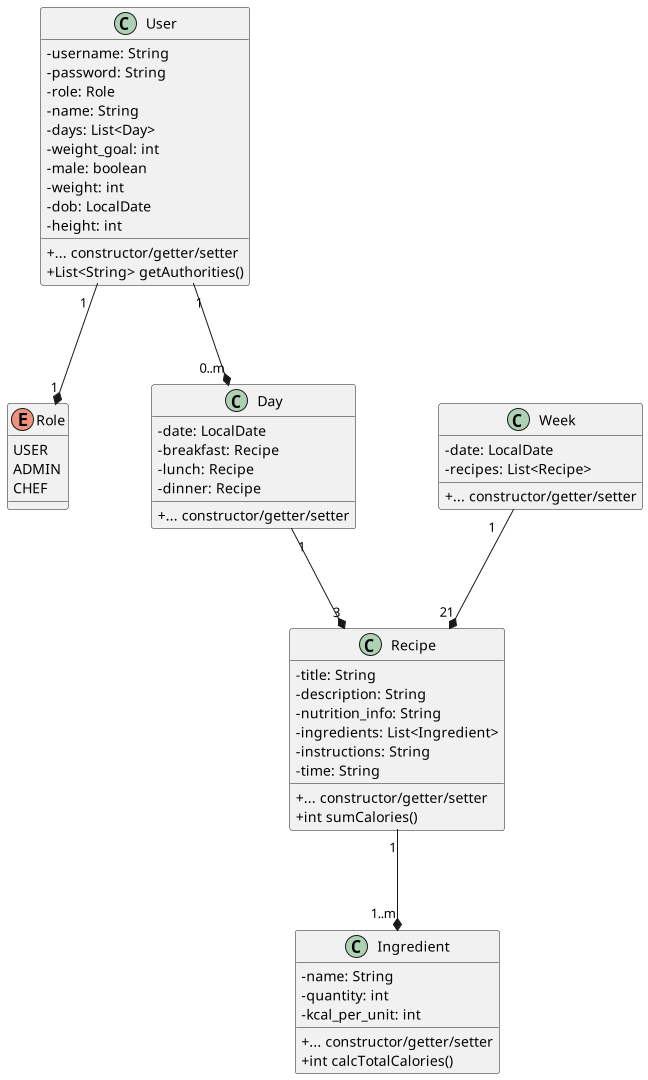 C User
-username: String
-password: String
-role: Role
-name: String
-days: List<Day>
-weight_goal: int
-male: boolean
-weight: int
-dob: LocalDate
-height: int
+... constructor/getter/setter
+List<String> getAuthorities()
1
1
1
0..m
E Role
USER
ADMIN
CHEF
C Day
-date: LocalDate
-breakfast: Recipe
-lunch: Recipe
-dinner: Recipe
+... constructor/getter/setter
C Week
-date: LocalDate
-recipes: List<Recipe>
+... constructor/getter/setter
1
3
1
21
C Recipe
-title: String
-description: String
-nutrition_info: String
-ingredients: List<Ingredient>
-instructions: String
-time: String
+... constructor/getter/setter
+int sumCalories()
1
1..m
C Ingredient
-name: String
-quantity: int
-kcal_per_unit: int
+... constructor/getter/setter
+int calcTotalCalories()